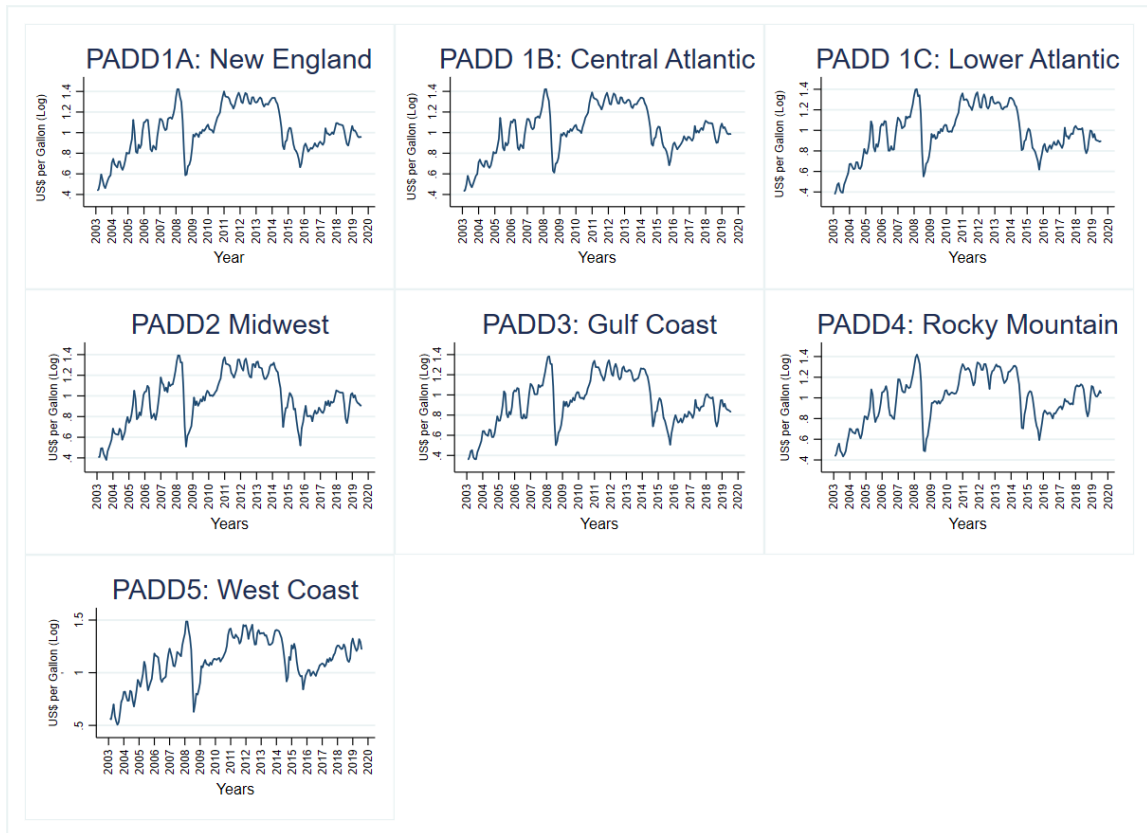 PADD1A: New England
US$ per Gallon (Log)
.4 .6 .8 1 1.2 1.4
2003 2004 2005 2006 2007 2008 2009 2010 2011 2012 2013 2014 2015 2016 2017 2018 2019 2020
Year
PADD 1B: Central Atlantic
US$ per Gallon (Log)
.4 .6 .8 1 1.2 1.4
2003 2004 2005 2006 2007 2008 2009 2010 2011 2012 2013 2014 2015 2016 2017 2018 2019 2020
Years
PADD 1C: Lower Atlantic
US$ per Gallon (Log)
.4 .6 .8 1 1.2 1.4
2003 2004 2005 2006 2007 2008 2009 2010 2011 2012 2013 2014 2015 2016 2017 2018 2019 2020
Years
PADD2 Midwest
US$ per Gallon (Log)
.4 .6 .8 1 1.2 1.4
2003 2004 2005 2006 2007 2008 2009 2010 2011 2012 2013 2014 2015 2016 2017 2018 2019 2020
Years
PADD3: Gulf Coast
US$ per Gallon (Log)
.4 .6 .8 1 1.2 1.4
2003 2004 2005 2006 2007 2008 2009 2010 2011 2012 2013 2014 2015 2016 2017 2018 2019 2020
Years
PADD4: Rocky Mountain
US$ per Gallon (Log)
.4 .6 .8 1 1.2 1.4
2003 2004 2005 2006 2007 2008 2009 2010 2011 2012 2013 2014 2015 2016 2017 2018 2019 2020
Years
PADD5: West Coast
US$ per Gallon (Log)
.5 1 1.5
2003 2004 2005 2006 2007 2008 2009 2010 2011 2012 2013 2014 2015 2016 2017 2018 2019 2020
Years